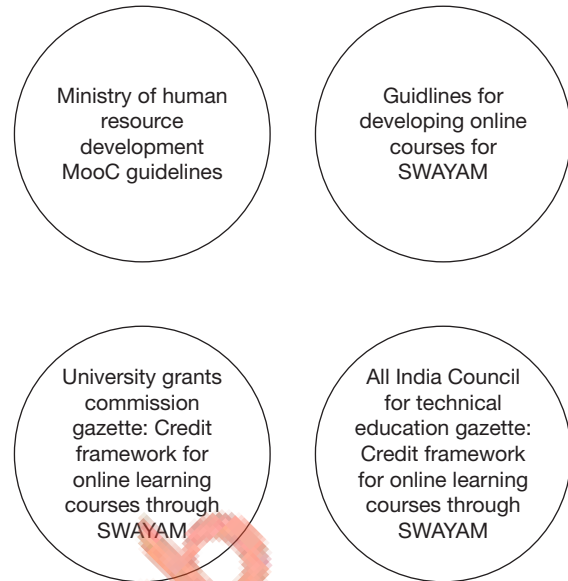 Ministry of human
resource
development
MooC guidelines
Guidlines for
developing online
courses for
SWAYAM
University grants
commission
gazette: Credit
framework for
online learning
courses through
SWAYAM
All India Council
for technical
education gazette:
Credit framework
for online learning
courses through
SWAYAM